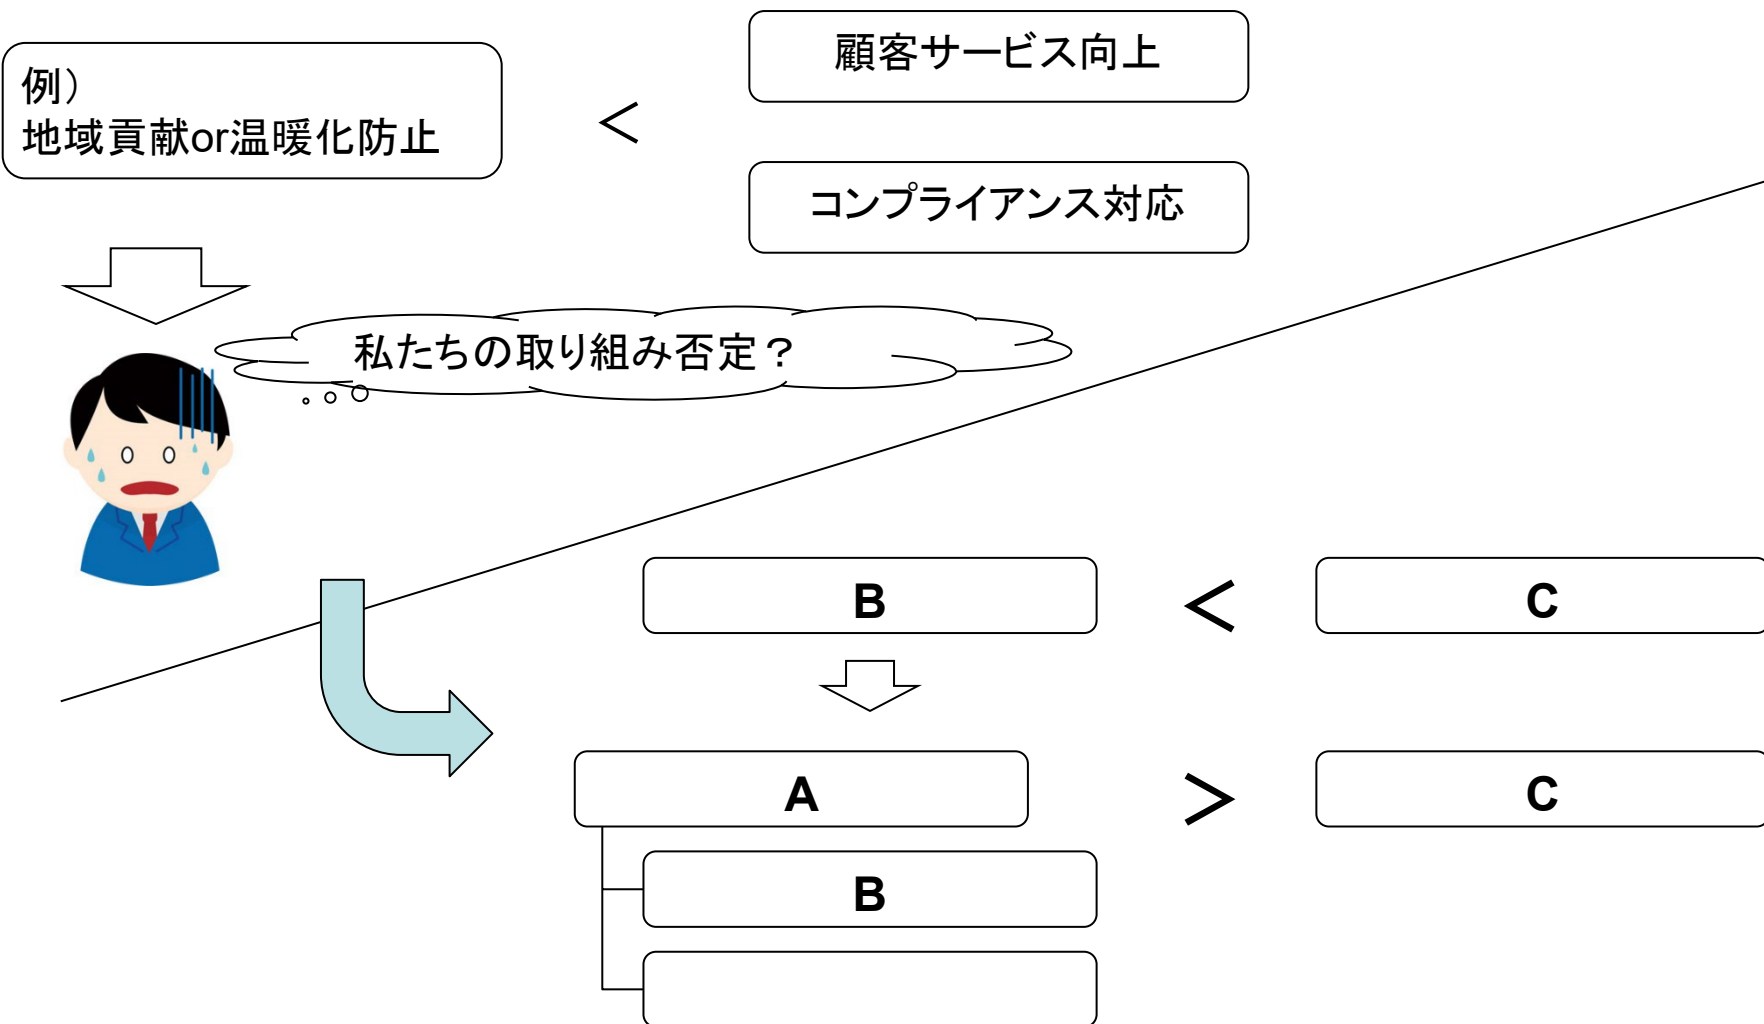 顧客サービス向上
例）
地域貢献or温暖化防止
＜
コンプライアンス対応
私たちの取り組み否定？
B
＜
C
A
＞
C
B